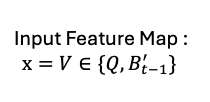 Input Feature Map :
x = V ∈ {Q, B′ₜ₋₁}